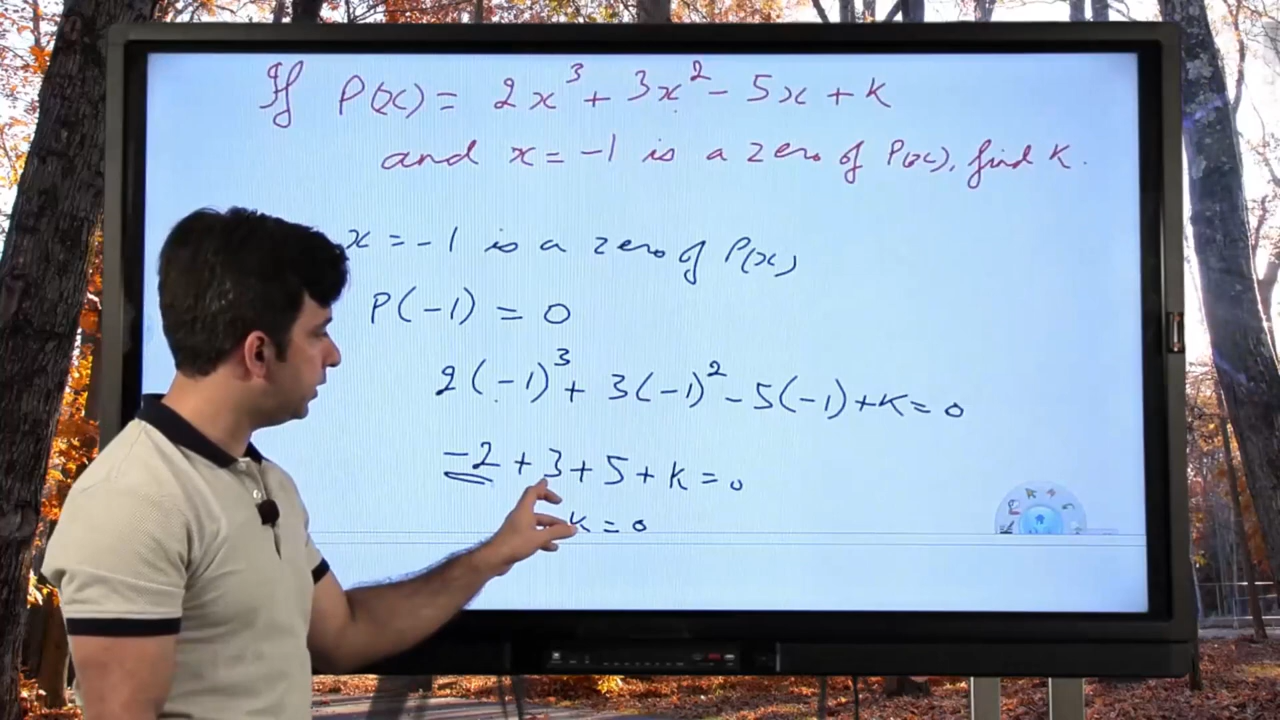 If P(x) = 2x³ + 3x² - 5x + k
and x = -1 is a zero of P(x), find k.
x = -1 is a zero of P(x)
P(-1) = 0
2(-1)³ + 3(-1)² - 5(-1) + k = 0
-2 + 3 + 5 + k = 0
k = 0